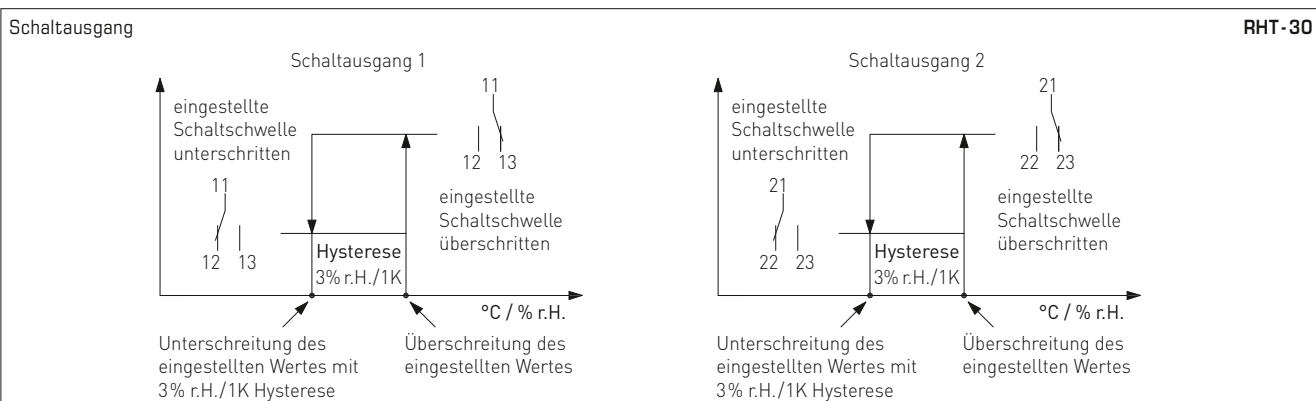 Schaltausgang RHT-30
Schaltausgang 1
eingestellte
Schaltschwelle
unterschritten
11
12 13
11
12 13
eingestellte
Schaltschwelle
überschritten
Hysterese
3% r.H./1K
°C / % r.H.
Unterschreitung des
eingestellten Wertes mit
3% r.H./1K Hysterese
Überschreitung des
eingestellten Wertes
Schaltausgang 2
eingestellte
Schaltschwelle
unterschritten
21
22 23
21
22 23
eingestellte
Schaltschwelle
überschritten
Hysterese
3% r.H./1K
°C / % r.H.
Unterschreitung des
eingestellten Wertes mit
3% r.H./1K Hysterese
Überschreitung des
eingestellten Wertes